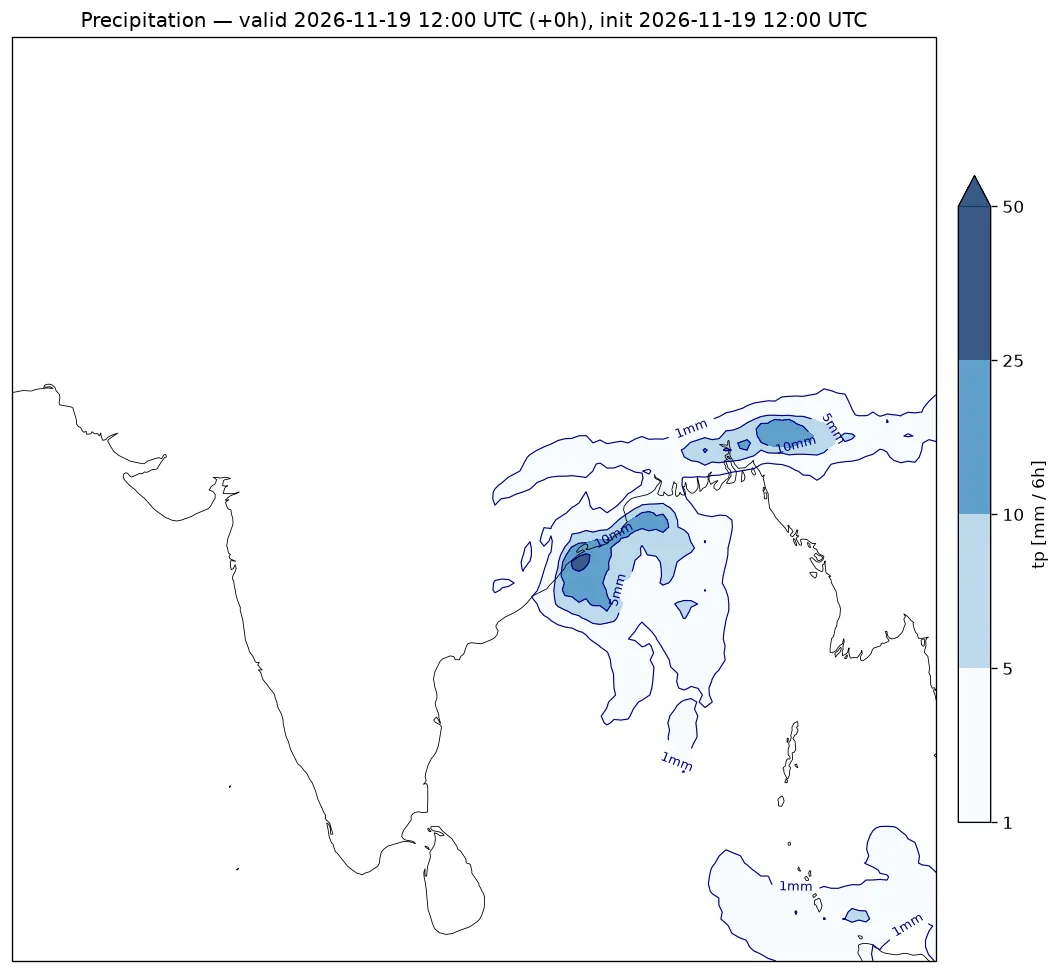 Precipitation — valid 2026-11-19 12:00 UTC (+0h), init 2026-11-19 12:00 UTC
50
25
10
5
1
tp [mm / 6h]
1mm
5mm
10mm
10mm
5mm
1mm
1mm
1mm